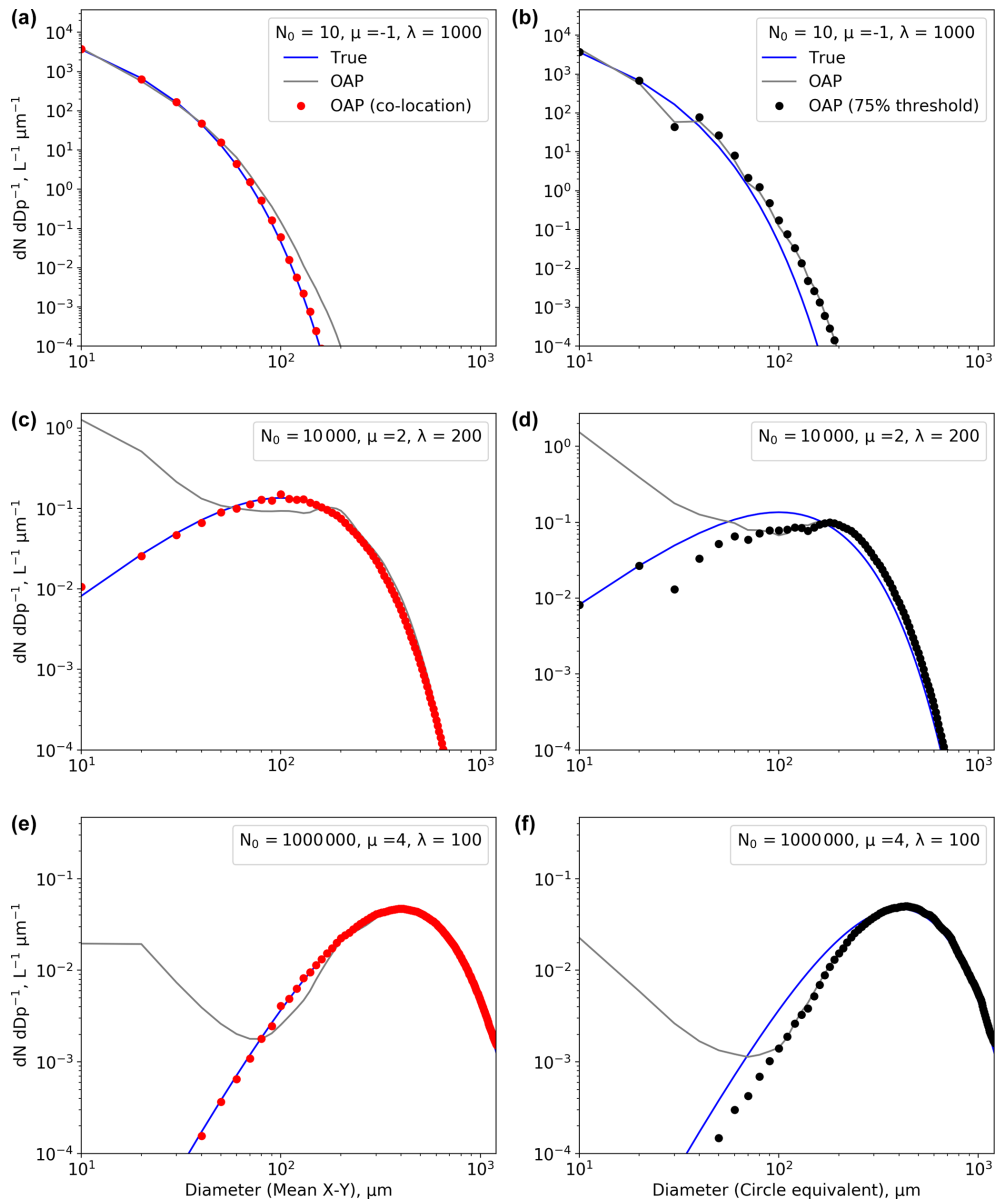 (a)
N₀ = 10, μ =-1, λ = 1000
True
OAP
OAP (co-location)
dN dDp⁻¹, L⁻¹ μm⁻¹
10⁴
10³
10²
10¹
10⁰
10⁻¹
10⁻²
10⁻³
10⁻⁴
10¹
10²
10³
(b)
N₀ = 10, μ =-1, λ = 1000
True
OAP
OAP (75% threshold)
10⁴
10³
10²
10¹
10⁰
10⁻¹
10⁻²
10⁻³
10⁻⁴
10¹
10²
10³
(c)
N₀ = 10 000, μ =2, λ = 200
dN dDp⁻¹, L⁻¹ μm⁻¹
10⁰
10⁻¹
10⁻²
10⁻³
10⁻⁴
10¹
10²
10³
(d)
N₀ = 10 000, μ =2, λ = 200
10⁰
10⁻¹
10⁻²
10⁻³
10⁻⁴
10¹
10²
10³
(e)
N₀ = 1000 000, μ =4, λ = 100
dN dDp⁻¹, L⁻¹ μm⁻¹
10⁻¹
10⁻²
10⁻³
10⁻⁴
10¹
10²
10³
Diameter (Mean X-Y), μm
(f)
N₀ = 1000 000, μ =4, λ = 100
10⁻¹
10⁻²
10⁻³
10⁻⁴
10¹
10²
10³
Diameter (Circle equivalent), μm